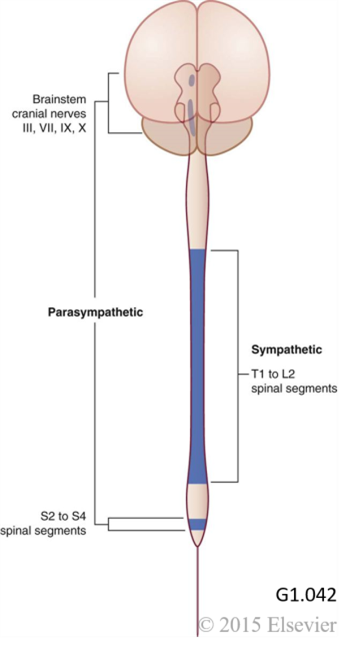 Brainstem
cranial nerves
III, VII, IX, X
Parasympathetic
Sympathetic
T1 to L2
spinal segments
S2 to S4
spinal segments
G1.042
© 2015 Elsevier